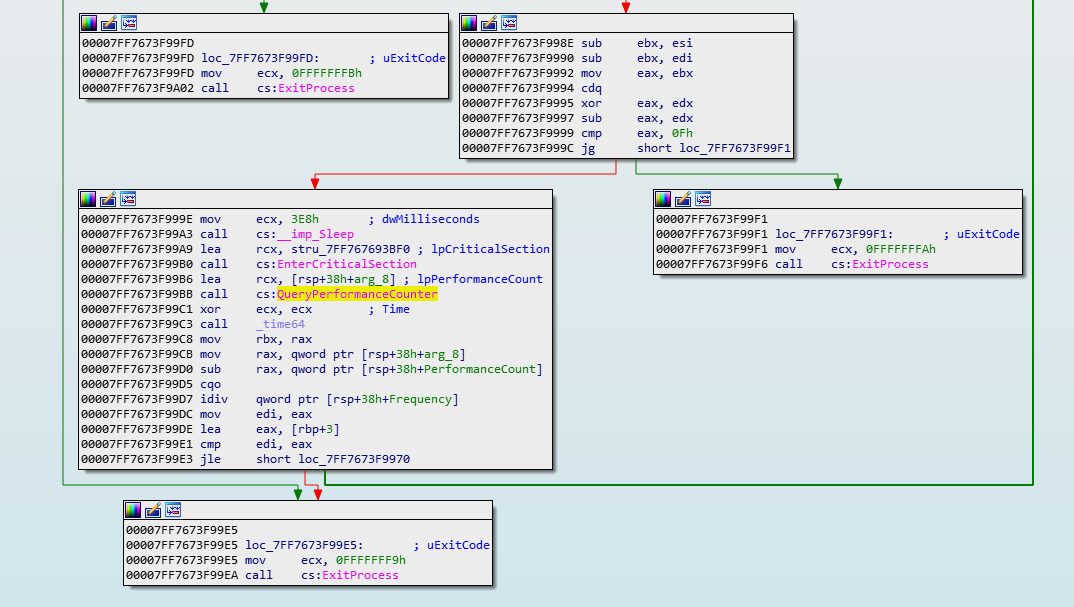 00007FF7673F99FD
00007FF7673F99FD loc_7FF7673F99FD: ; uExitCode
00007FF7673F99FD mov ecx, 0FFFFFFFBh
00007FF7673F9A02 call cs:ExitProcess
00007FF7673F998E sub ebx, esi
00007FF7673F9990 sub ebx, edi
00007FF7673F9992 mov eax, ebx
00007FF7673F9994 cdq
00007FF7673F9995 xor eax, edx
00007FF7673F9997 sub eax, edx
00007FF7673F9999 cmp eax, 0Fh
00007FF7673F999C jg short loc_7FF7673F99F1
00007FF7673F999E mov ecx, 3E8h ; dwMilliseconds
00007FF7673F99A3 call cs:__imp_Sleep
00007FF7673F99A9 lea rcx, stru_7FF767693BF0 ; lpCriticalSection
00007FF7673F99B0 call cs:EnterCriticalSection
00007FF7673F99B6 lea rcx, [rsp+38h+arg_8] ; lpPerformanceCount
00007FF7673F99BB call cs:QueryPerformanceCounter
00007FF7673F99C1 xor ecx, ecx ; Time
00007FF7673F99C3 call _time64
00007FF7673F99C8 mov rbx, rax
00007FF7673F99CB mov rax, qword ptr [rsp+38h+arg_8]
00007FF7673F99D0 sub rax, qword ptr [rsp+38h+PerformanceCount]
00007FF7673F99D5 cqo
00007FF7673F99D7 idiv qword ptr [rsp+38h+Frequency]
00007FF7673F99DC mov edi, eax
00007FF7673F99DE lea eax, [rbp+3]
00007FF7673F99E1 cmp edi, eax
00007FF7673F99E3 jle short loc_7FF7673F9970
00007FF7673F99F1
00007FF7673F99F1 loc_7FF7673F99F1: ; uExitCode
00007FF7673F99F1 mov ecx, 0FFFFFFFAh
00007FF7673F99F6 call cs:ExitProcess
00007FF7673F99E5
00007FF7673F99E5 loc_7FF7673F99E5: ; uExitCode
00007FF7673F99E5 mov ecx, 0FFFFFFF9h
00007FF7673F99EA call cs:ExitProcess